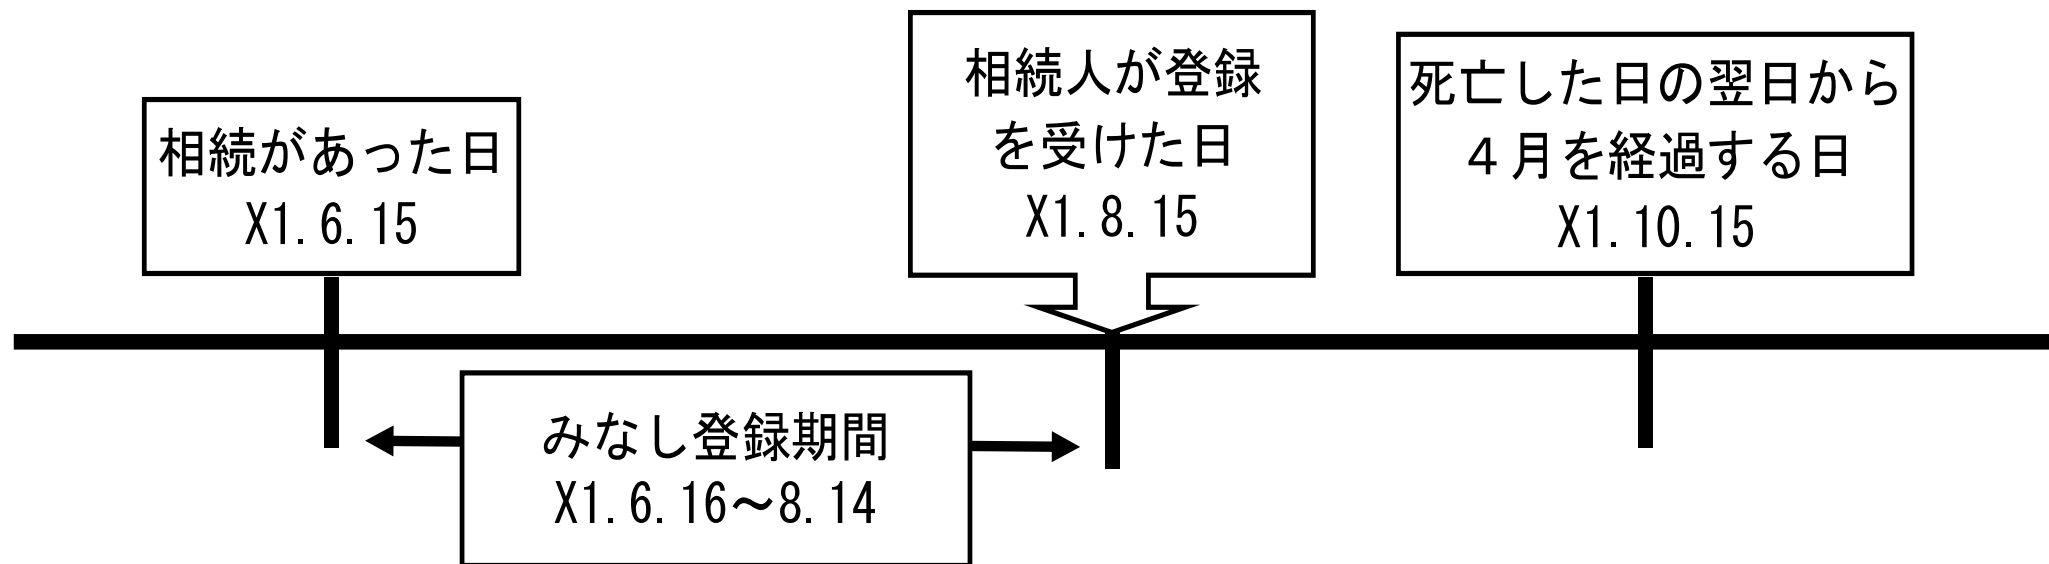 相続があった日
X1.6.15
相続人が登録
を受けた日
X1.8.15
死亡した日の翌日から
４月を経過する日
X1.10.15
みなし登録期間
X1.6.16～8.14